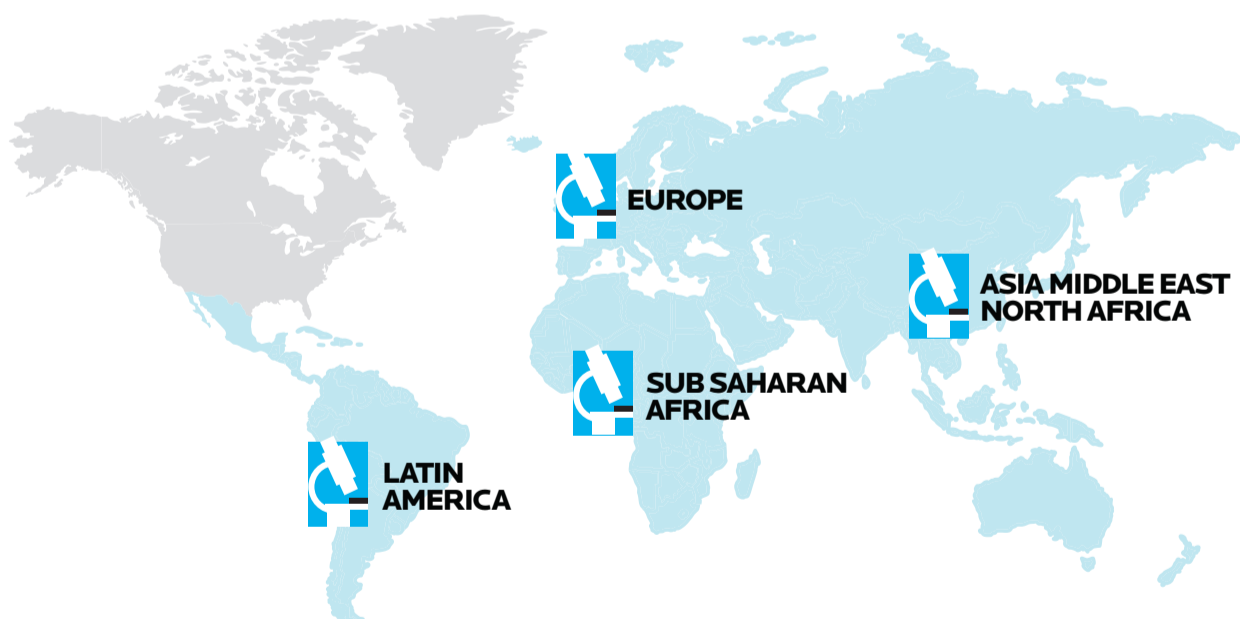 EUROPE
ASIA MIDDLE EAST
NORTH AFRICA
SUB SAHARAN
AFRICA
LATIN
AMERICA